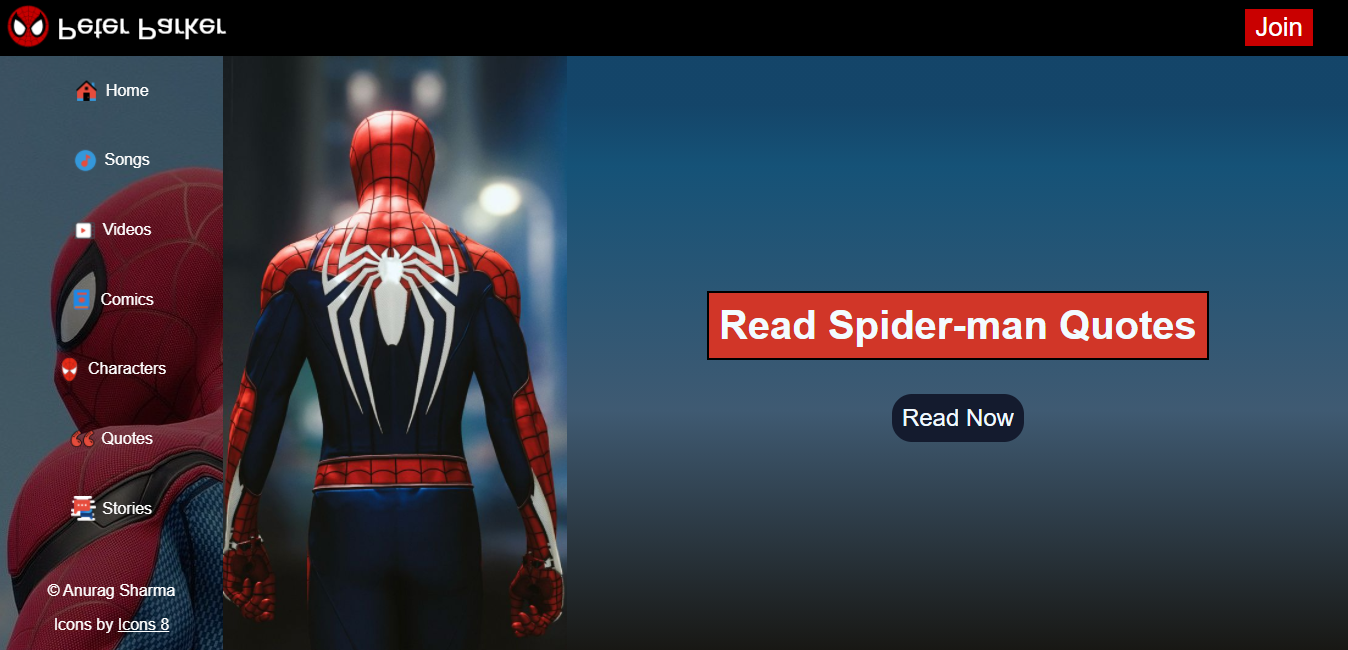 Peter Parker
Join
Home
Songs
Videos
Comics
Characters
Quotes
Stories
© Anurag Sharma
Icons by Icons 8
Read Spider-man Quotes
Read Now